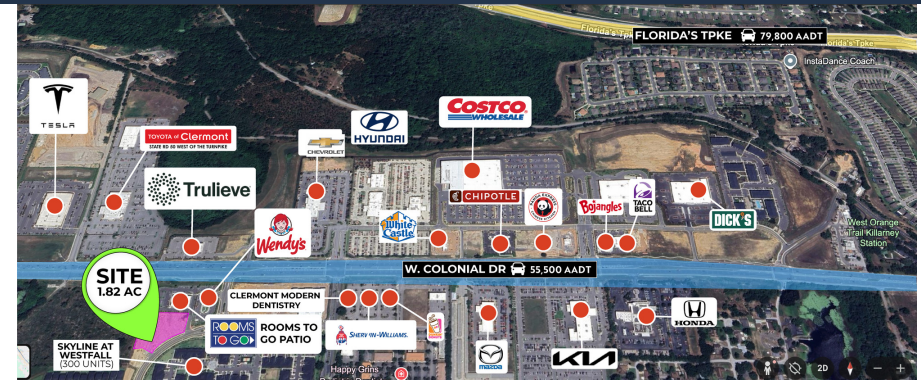 FLORIDA'S TPKE 79,800 AADT
Florida's Tpke
Florida's Tpke
InstaDance Coach
TESLA
TOYOTA of Clermont
STATE RD 50 WEST OF THE TURNPIKE
CHEVROLET
HYUNDAI
COSTCO
WHOLESALE
Trulieve
Wendy's
White
Castle
CHIPOTLE
PANDA EXPRESS
Bojangles
TACO
BELL
DICK'S
West Orange
Trail Killarney
Station
W. COLONIAL DR 55,500 AADT
SITE
1.82 AC
CLERMONT MODERN
DENTISTRY
ROOMS
TO GO
ROOMS TO
GO PATIO
SHERWIN-WILLIAMS.
mazda
KIA
HONDA
SKYLINE AT
WESTFALL
(300 UNITS)
Happy Grins
2D